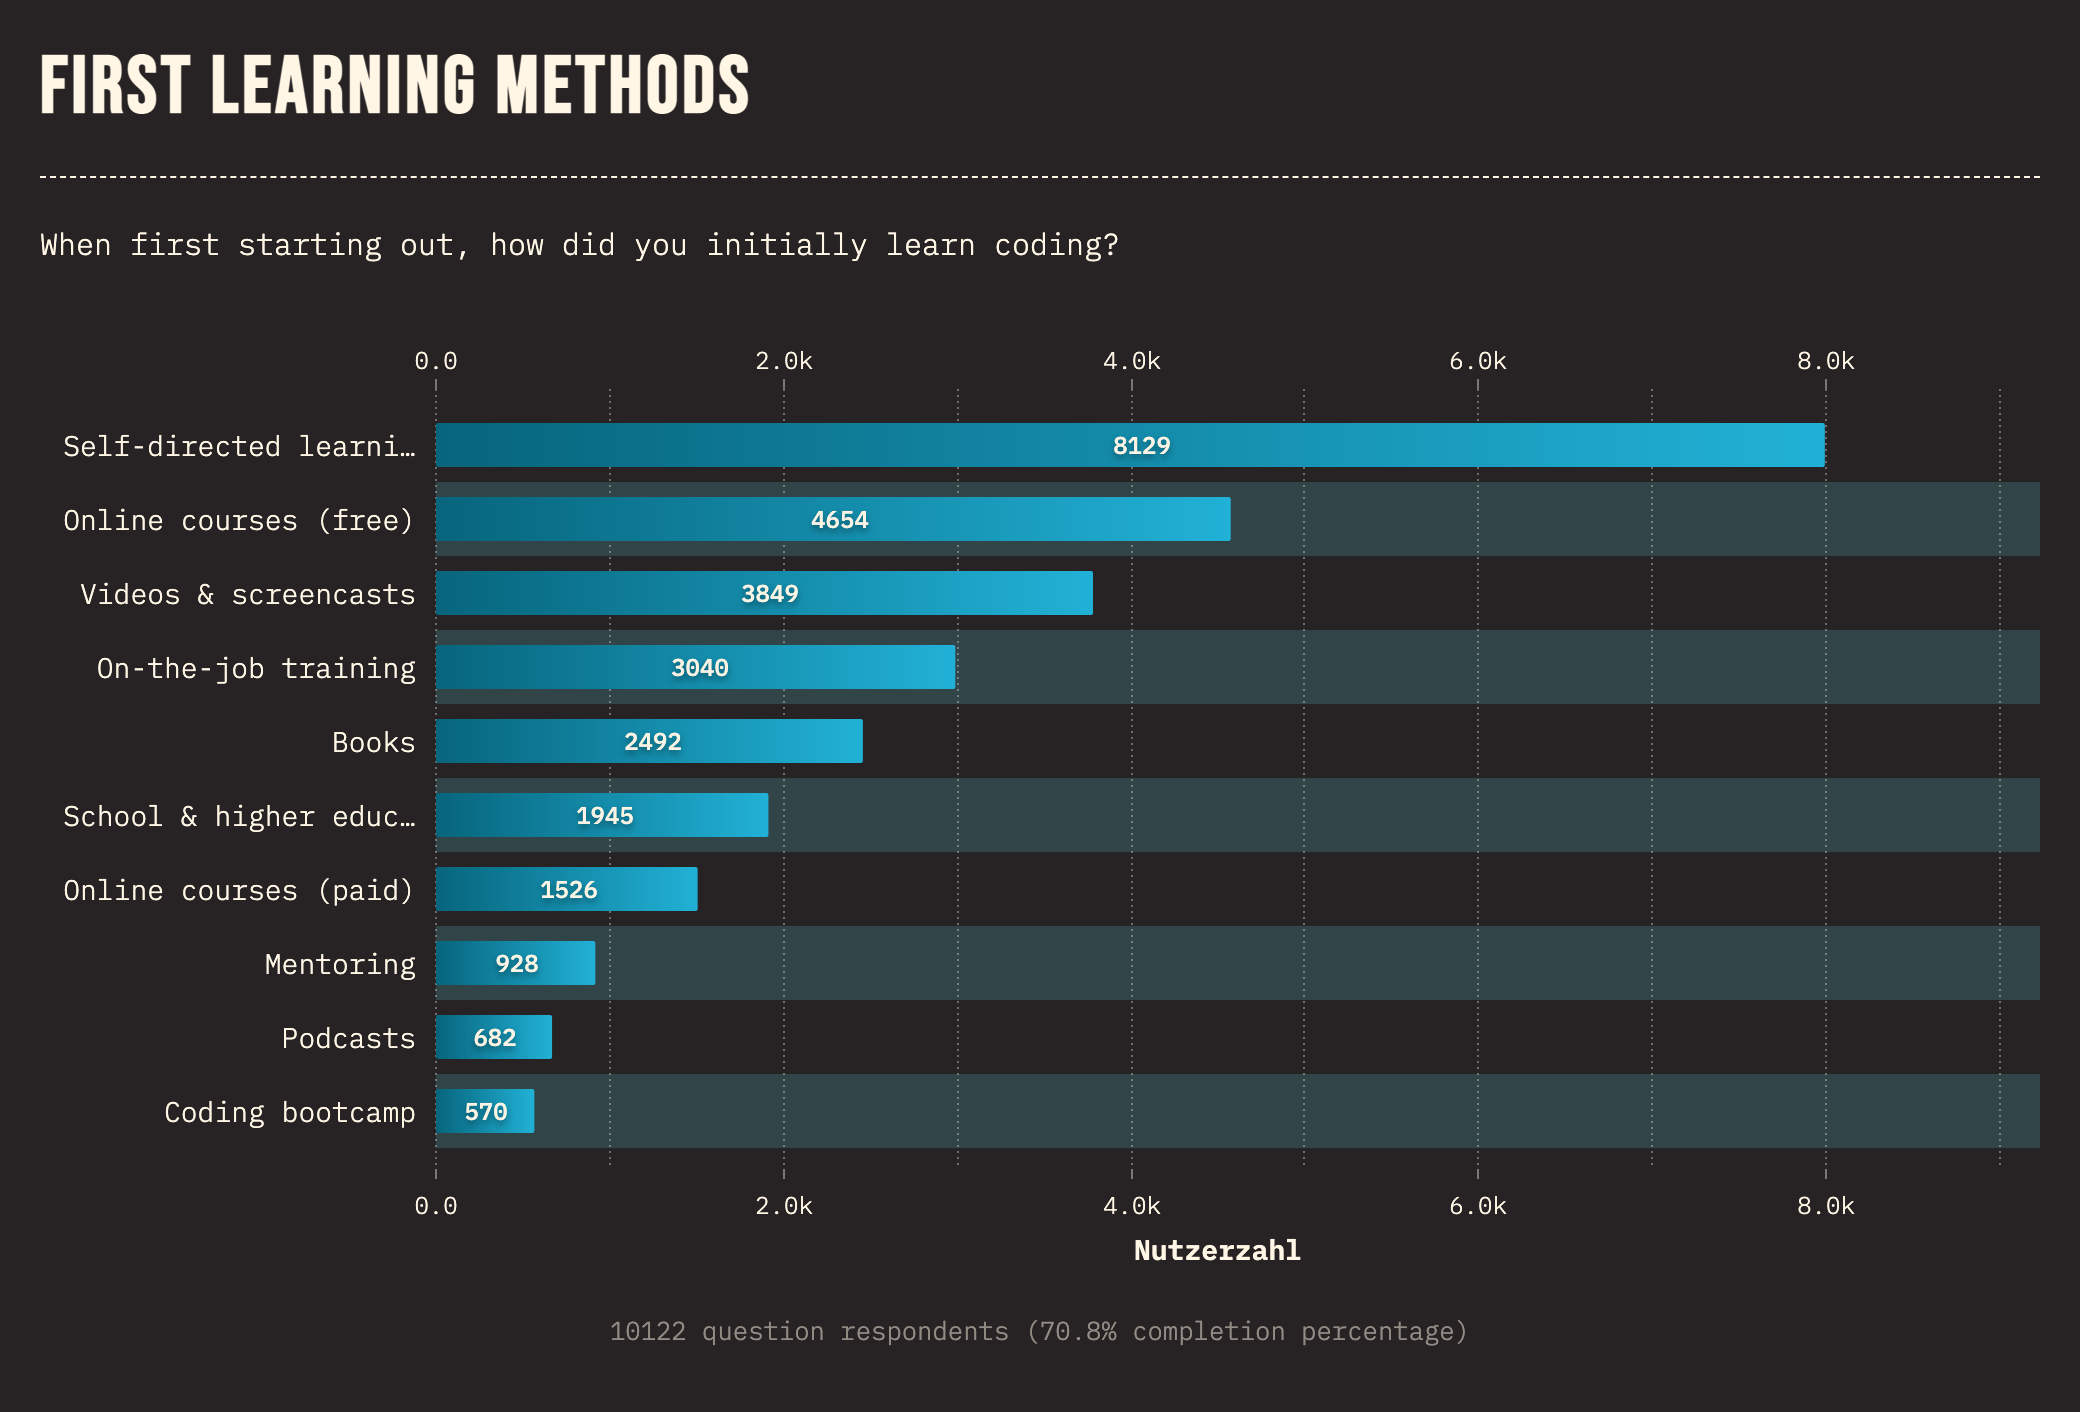 FIRST LEARNING METHODS
When first starting out, how did you initially learn coding?
0.0 2.0k 4.0k 6.0k 8.0k
Self-directed learni… 8129
Online courses (free) 4654
Videos & screencasts 3849
On-the-job training 3040
Books 2492
School & higher educ… 1945
Online courses (paid) 1526
Mentoring 928
Podcasts 682
Coding bootcamp 570
0.0 2.0k 4.0k 6.0k 8.0k
Nutzerzahl
10122 question respondents (70.8% completion percentage)